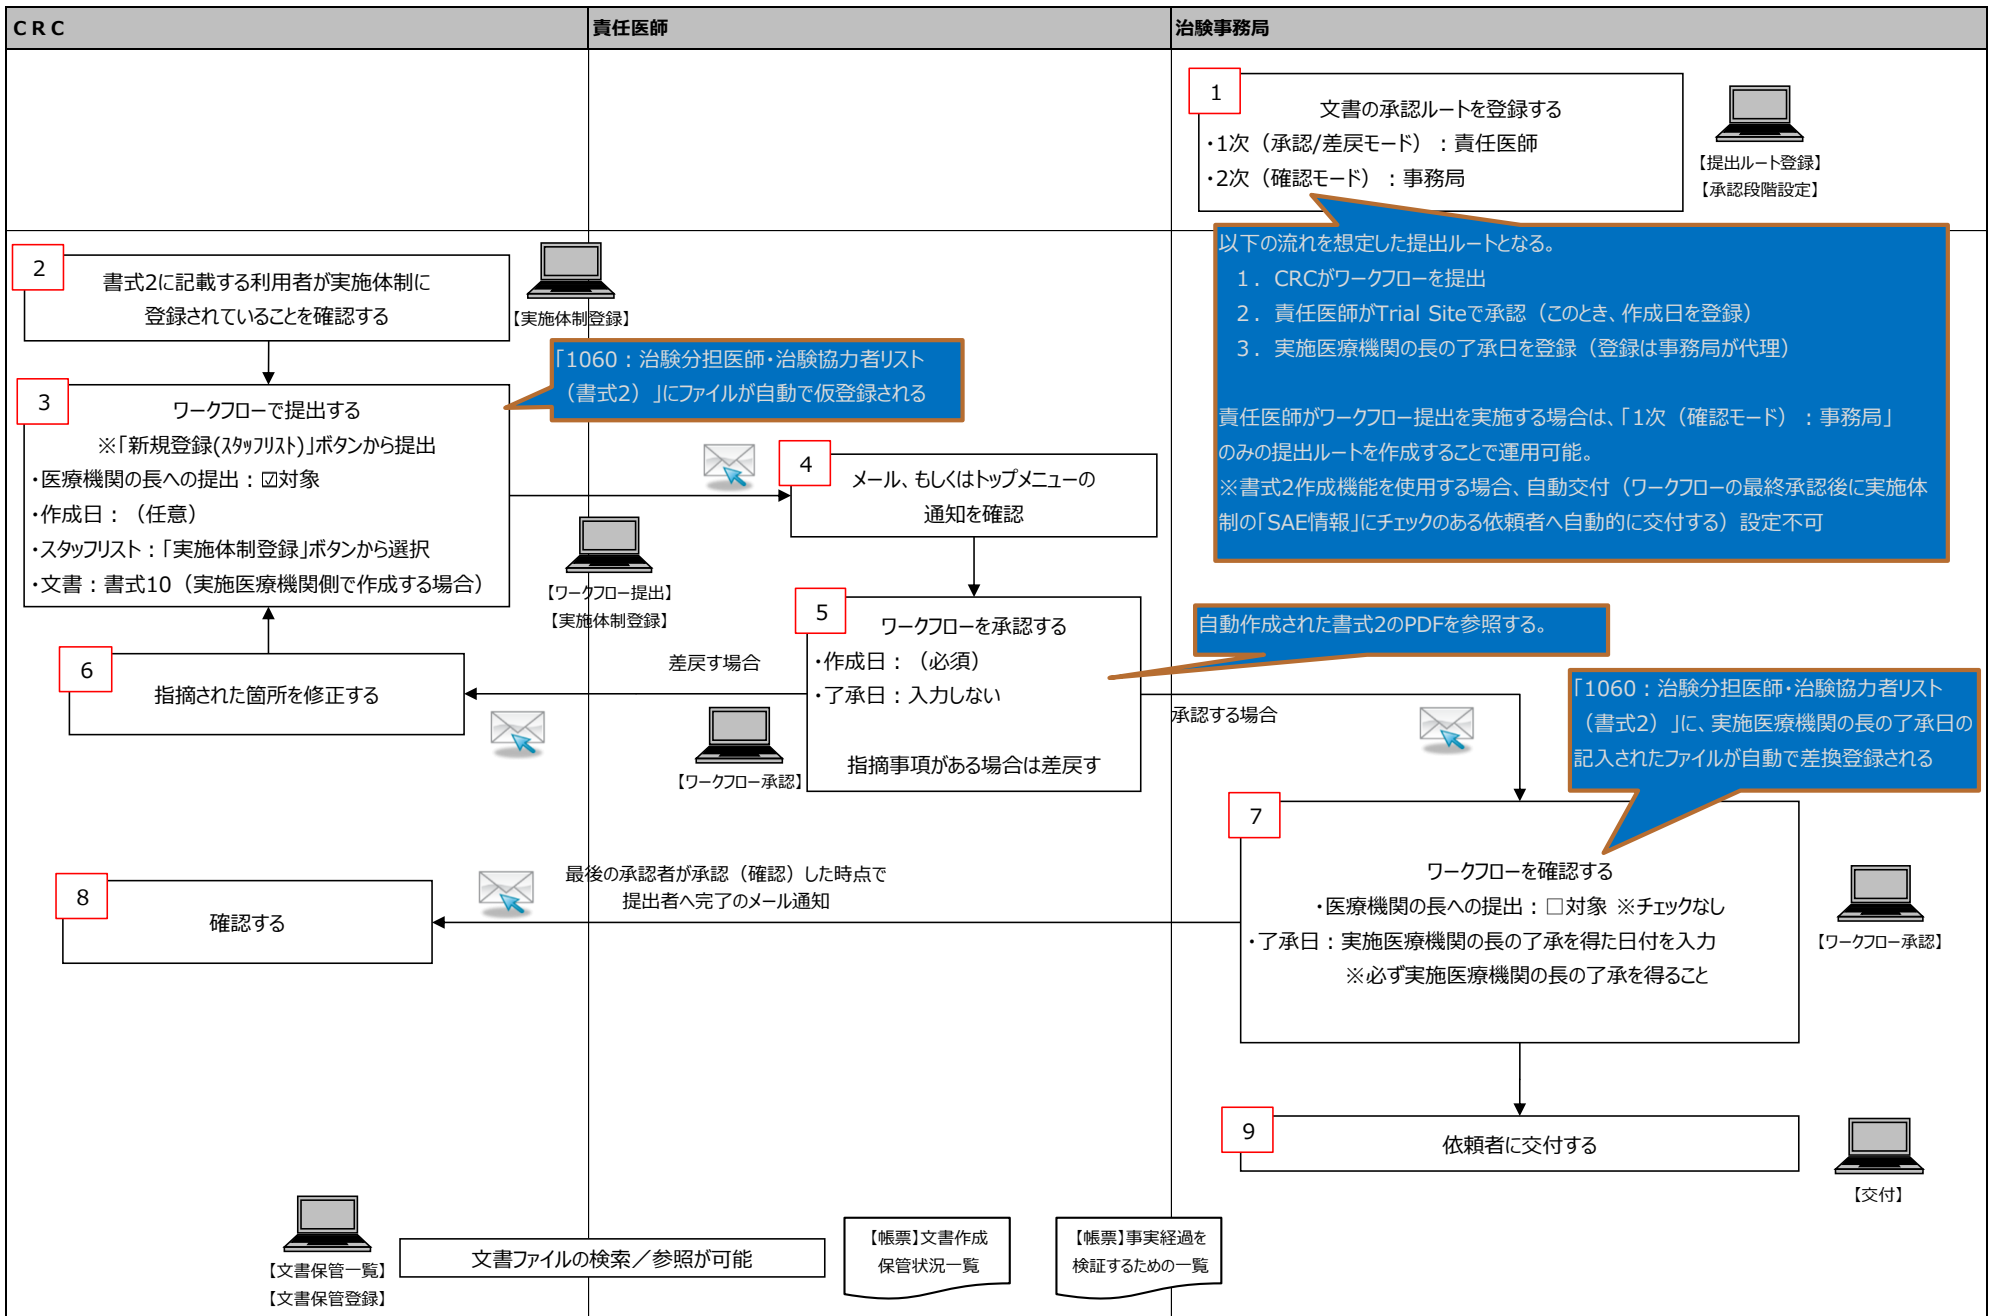 ＣＲＣ
責任医師
治験事務局
1
文書の承認ルートを登録する
・1次（承認/差戻モード）：責任医師
・2次（確認モード）：事務局
【提出ルート登録】
【承認段階設定】
以下の流れを想定した提出ルートとなる。
1．CRCがワークフローを提出
2．責任医師がTrial Siteで承認（このとき、作成日を登録）
3．実施医療機関の長の了承日を登録（登録は事務局が代理）
責任医師がワークフロー提出を実施する場合は、「1次（確認モード）：事務局」
のみの提出ルートを作成することで運用可能。
※書式2作成機能を使用する場合、自動交付（ワークフローの最終承認後に実施体
制の「SAE情報」にチェックのある依頼者へ自動的に交付する）設定不可
2
書式2に記載する利用者が実施体制に
登録されていることを確認する
【実施体制登録】
「1060：治験分担医師・治験協力者リスト
（書式2）」にファイルが自動で仮登録される
3
ワークフローで提出する
※「新規登録(ｽﾀｯﾌﾘｽﾄ)」ボタンから提出
・医療機関の長への提出：☑対象
・作成日：（任意）
・スタッフリスト：「実施体制登録」ボタンから選択
・文書：書式10（実施医療機関側で作成する場合）
【ワークフロー提出】
【実施体制登録】
4
メール、もしくはトップメニューの
通知を確認
5
ワークフローを承認する
・作成日：（必須）
・了承日：入力しない
指摘事項がある場合は差戻す
自動作成された書式2のPDFを参照する。
差戻す場合
【ワークフロー承認】
承認する場合
6
指摘された箇所を修正する
「1060：治験分担医師・治験協力者リスト
（書式2）」に、実施医療機関の長の了承日の
記入されたファイルが自動で差換登録される
7
ワークフローを確認する
・医療機関の長への提出：□対象 ※チェックなし
・了承日：実施医療機関の長の了承を得た日付を入力
※必ず実施医療機関の長の了承を得ること
【ワークフロー承認】
最後の承認者が承認（確認）した時点で
提出者へ完了のメール通知
8
確認する
9
依頼者に交付する
【交付】
【文書保管一覧】
【文書保管登録】
文書ファイルの検索／参照が可能
【帳票】文書作成
保管状況一覧
【帳票】事実経過を
検証するための一覧